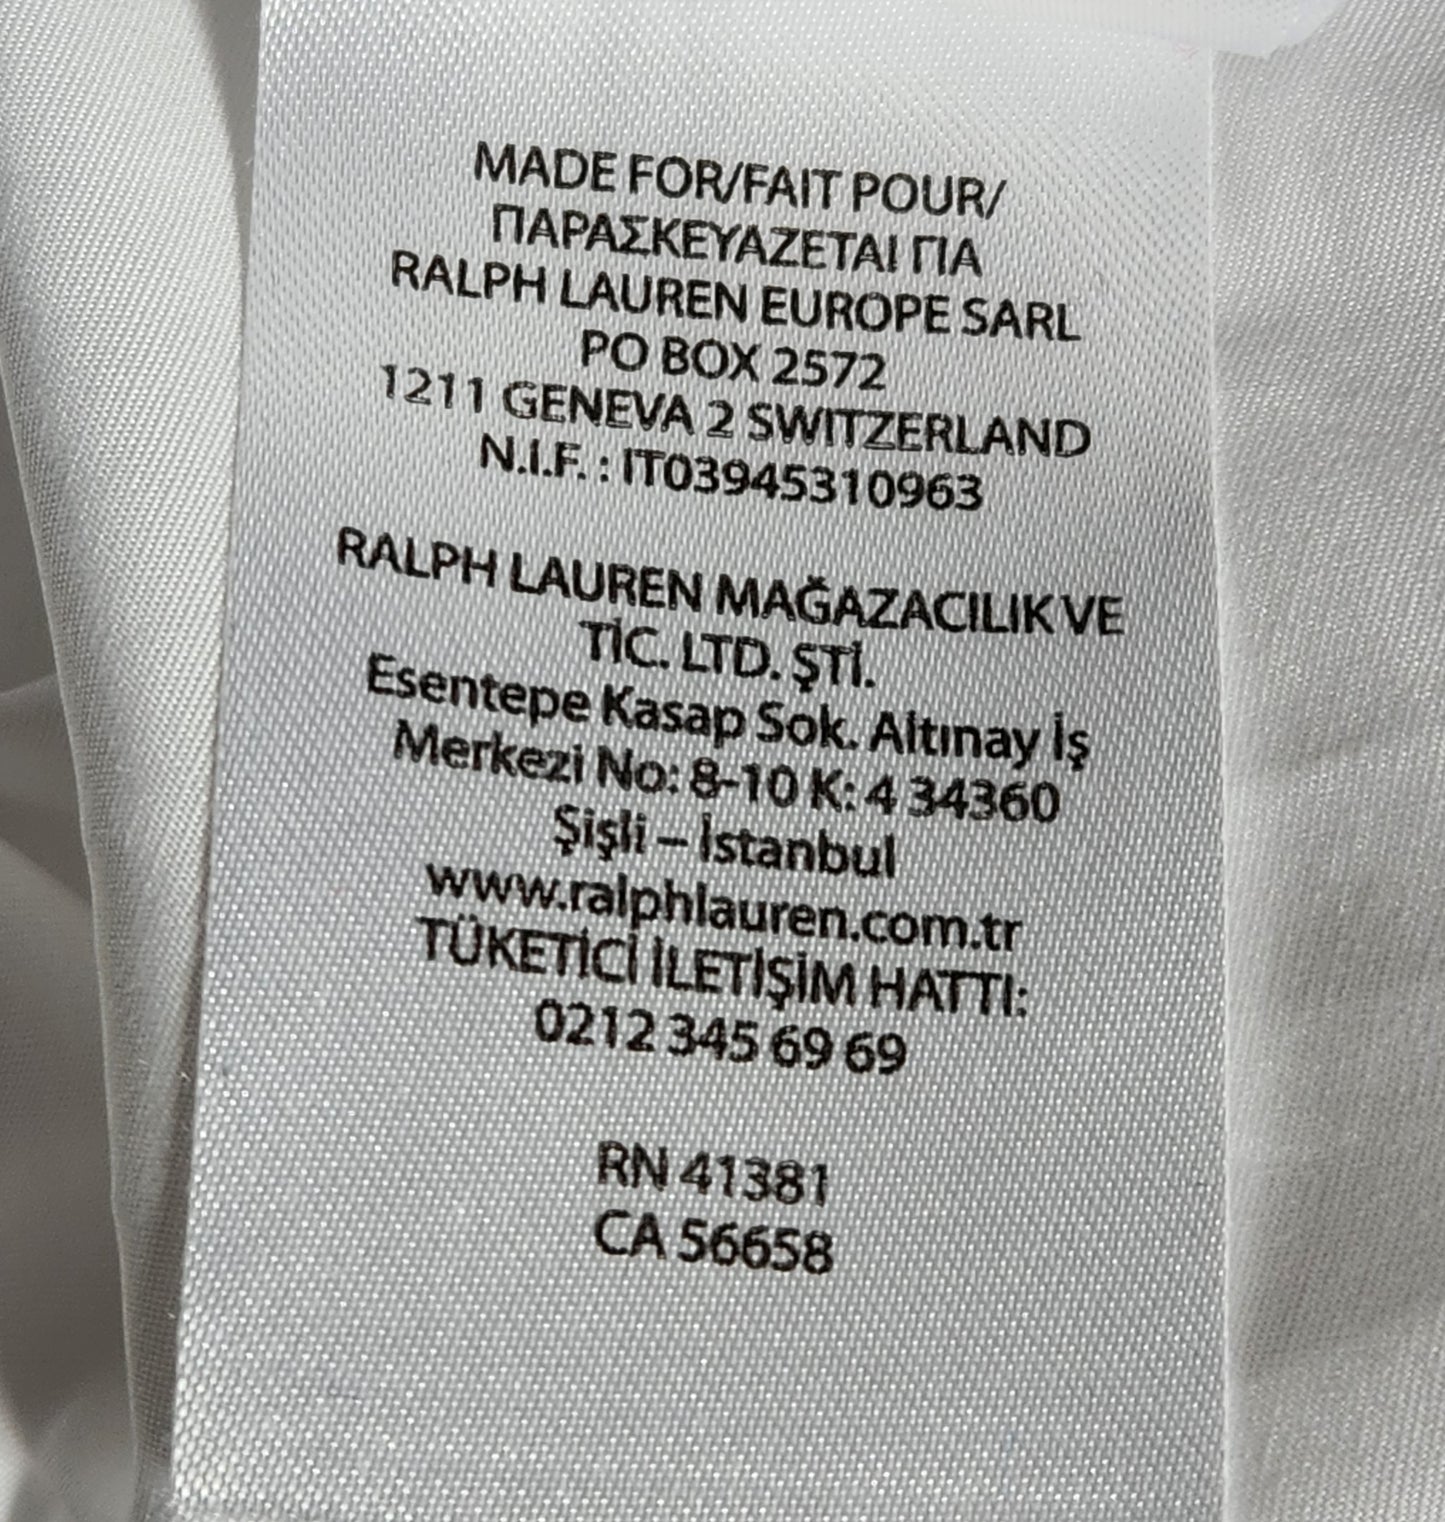 MADE FOR/FAIT POUR/
ΠΑΡΑΣΚΕΥΑΖΕΤΑΙ ΓΙΑ
RALPH LAUREN EUROPE SARL
PO BOX 2572
1211 GENEVA 2 SWITZERLAND
N.I.F. : IT03945310963
RALPH LAUREN MAĞAZACILIK VE
TİC. LTD. ŞTİ.
Esentepe Kasap Sok. Altınay İş
Merkezi No: 8-10 K: 4 34360
Şişli – İstanbul
www.ralphlauren.com.tr
TÜKETİCİ İLETİŞİM HATTI:
0212 345 69 69
RN 41381
CA 56658